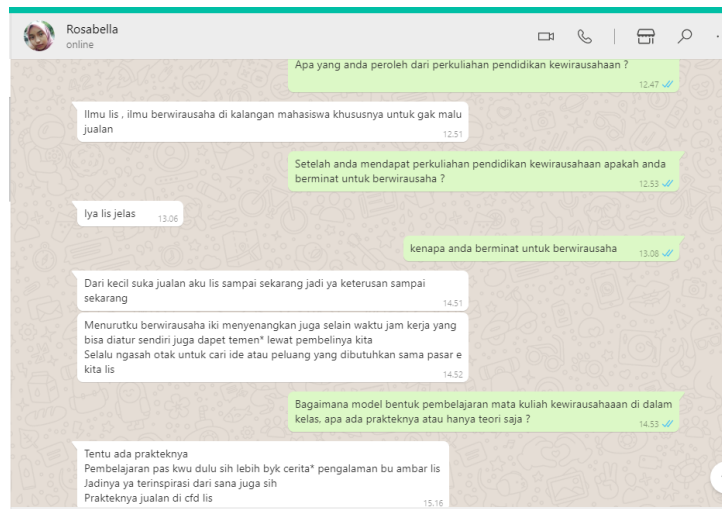 Rosabella
online
Apa yang anda peroleh dari perkuliahan pendidikan kewirausahaan ?
12.47
Ilmu lis , ilmu berwirausaha di kalangan mahasiswa khususnya untuk gak malu
jualan
12.51
Setelah anda mendapat perkuliahan pendidikan kewirausahaan apakah anda
berminat untuk berwirausaha ?
12.53
Iya lis jelas
13.06
kenapa anda berminat untuk berwirausaha
13.08
Dari kecil suka jualan aku lis sampai sekarang jadi ya keterusan sampai
sekarang
14.51
Menurutku berwirausaha iki menyenangkan juga selain waktu jam kerja yang
bisa diatur sendiri juga dapet temen* lewat pembelinya kita
Selalu ngasah otak untuk cari ide atau peluang yang dibutuhkan sama pasar e
kita lis
14.52
Bagaimana model bentuk pembelajaran mata kuliah kewirausahaaan di dalam
kelas, apa ada prakteknya atau hanya teori saja ?
14.53
Tentu ada prakteknya
Pembelajaran pas kwu dulu sih lebih byk cerita* pengalaman bu ambar lis
Jadinya ya terinspirasi dari sana juga sih
Prakteknya jualan di cfd lis
15.16